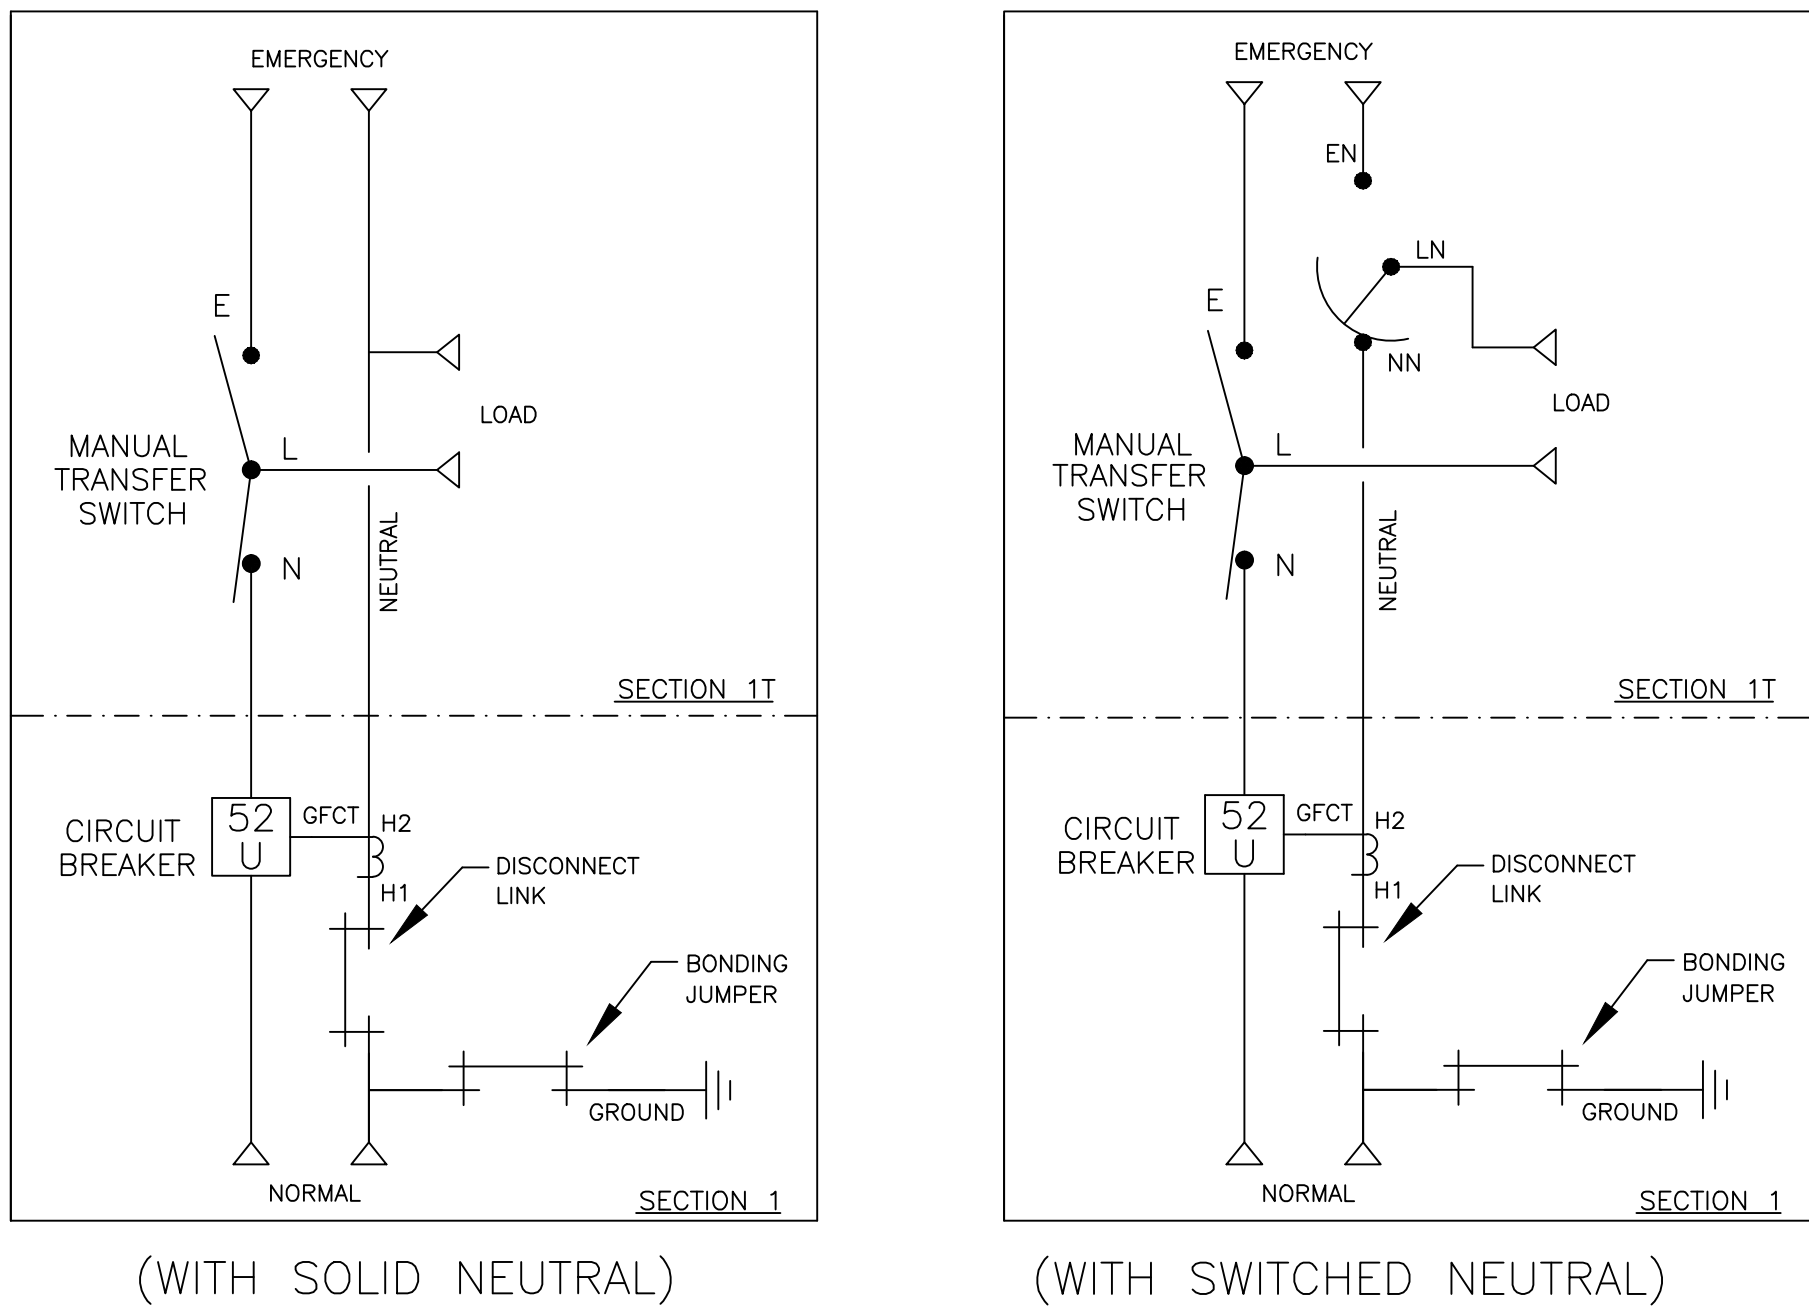 EMERGENCY
E
LOAD
MANUAL
TRANSFER
SWITCH
L
NEUTRAL
N
SECTION 1T
CIRCUIT
BREAKER
52
U
GFCT
H2
H1
DISCONNECT
LINK
BONDING
JUMPER
GROUND
NORMAL
SECTION 1
(WITH SOLID NEUTRAL)
EMERGENCY
EN
LN
E
NN
LOAD
MANUAL
TRANSFER
SWITCH
L
NEUTRAL
N
SECTION 1T
CIRCUIT
BREAKER
52
U
GFCT
H2
H1
DISCONNECT
LINK
BONDING
JUMPER
GROUND
NORMAL
SECTION 1
(WITH SWITCHED NEUTRAL)